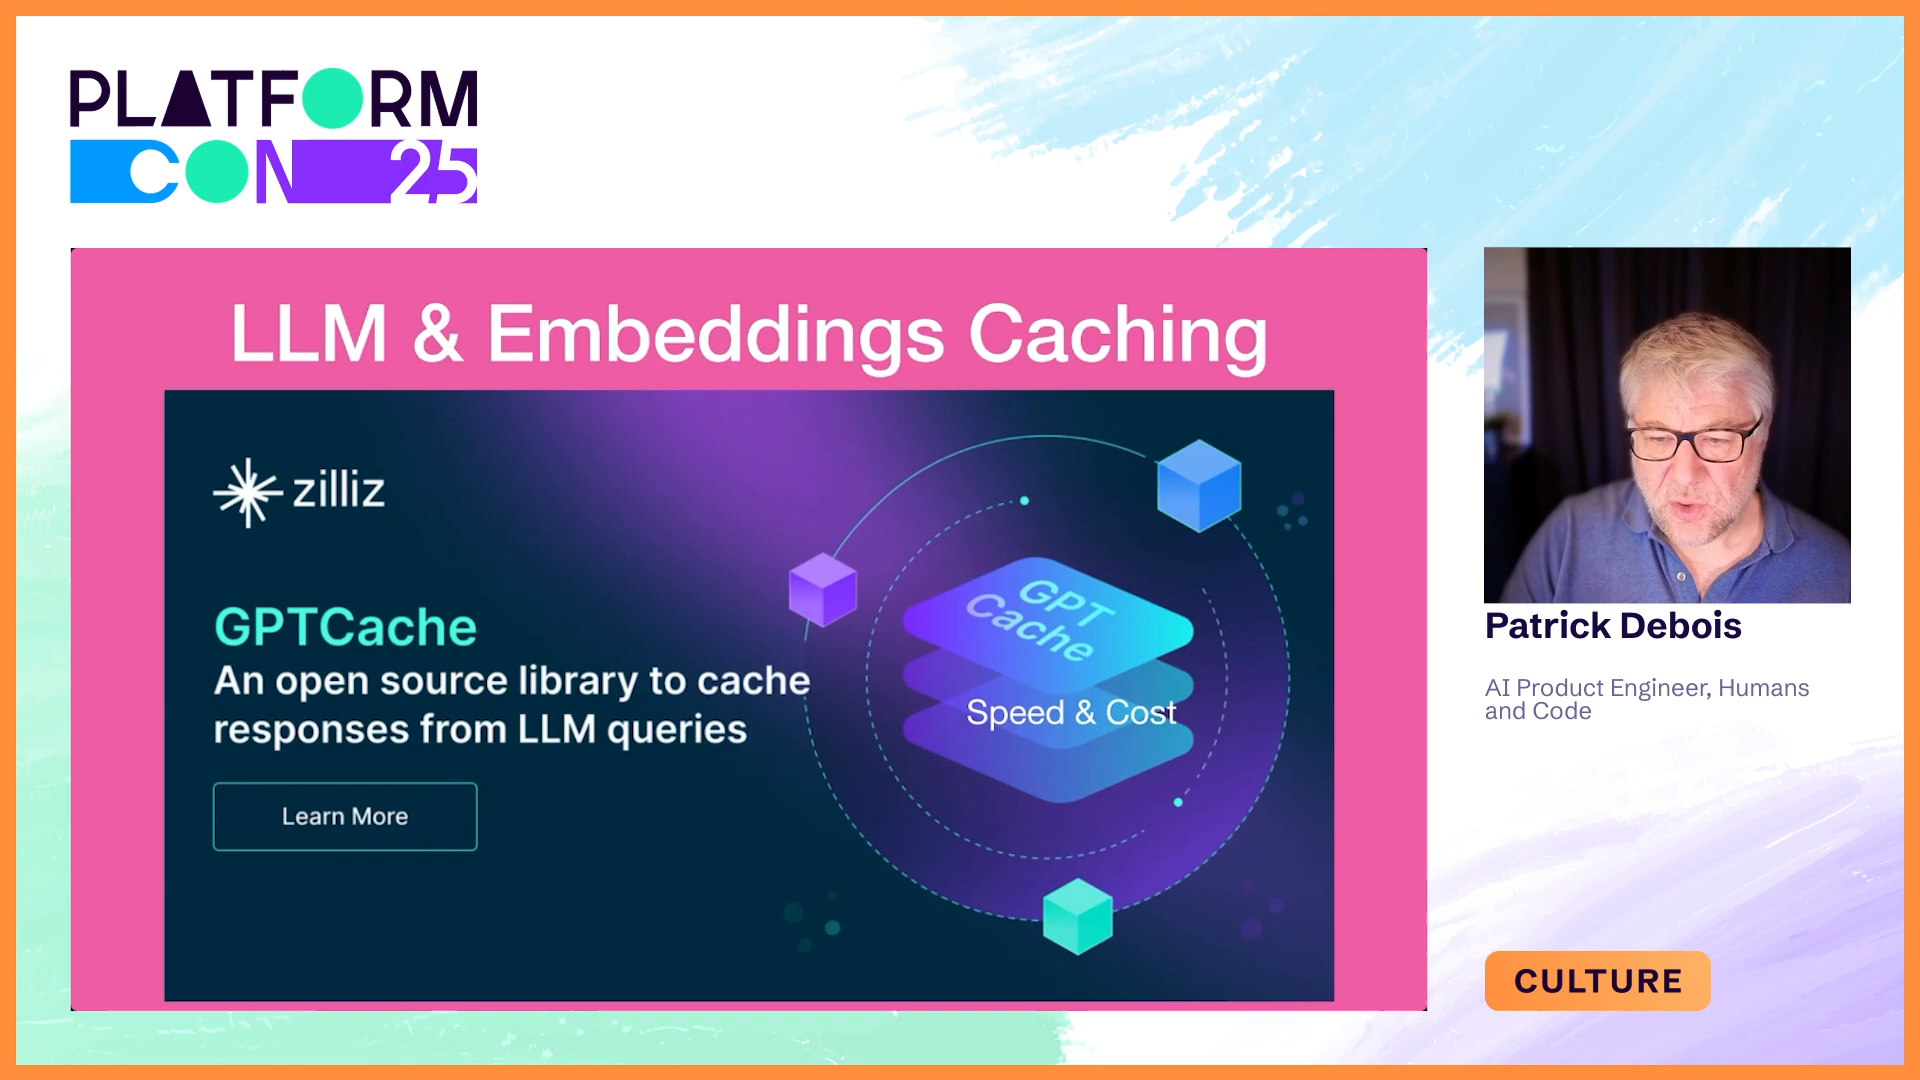 PLATFORM
CON 25
LLM & Embeddings Caching
zilliz
GPTCache
An open source library to cache
responses from LLM queries
Learn More
GPT
Cache
Speed & Cost
Patrick Debois
AI Product Engineer, Humans
and Code
CULTURE